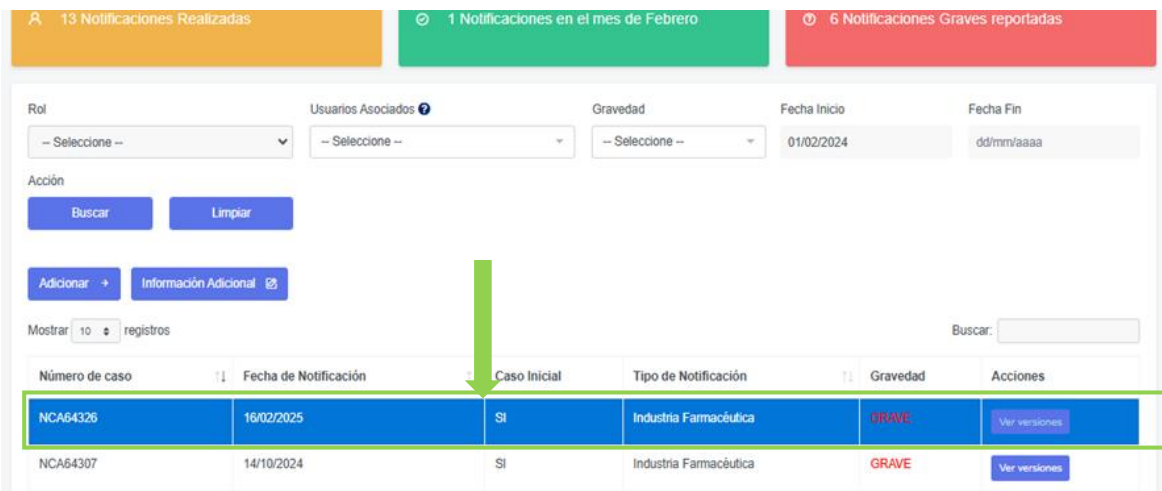 13 Notificaciones Realizadas
1 Notificaciones en el mes de Febrero
6 Notificaciones Graves reportadas
Rol Usuarios Asociados Gravedad Fecha Inicio Fecha Fin
-- Seleccione -- -- Seleccione -- -- Seleccione -- 01/02/2024 dd/mm/aaaa
Acción
Buscar Limpiar
Adicionar Información Adicional
Mostrar 10 registros Buscar:
Número de caso Fecha de Notificación Caso Inicial Tipo de Notificación Gravedad Acciones
NCA64326 16/02/2025 SI Industria Farmacéutica GRAVE Ver versiones
NCA64307 14/10/2024 SI Industria Farmacéutica GRAVE Ver versiones